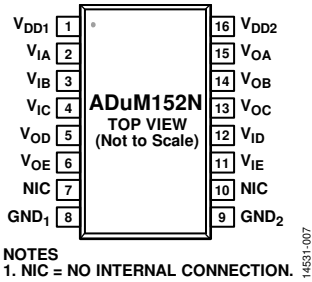 VDD1 1 16 VDD2
VIA 2 15 VOA
VIB 3 14 VOB
VIC 4 ADuM152N 13 VOC
TOP VIEW
VOD 5 (Not to Scale) 12 VID
VOE 6 11 VIE
NIC 7 10 NIC
GND1 8 9 GND2
NOTES
1. NIC = NO INTERNAL CONNECTION.
14531-007